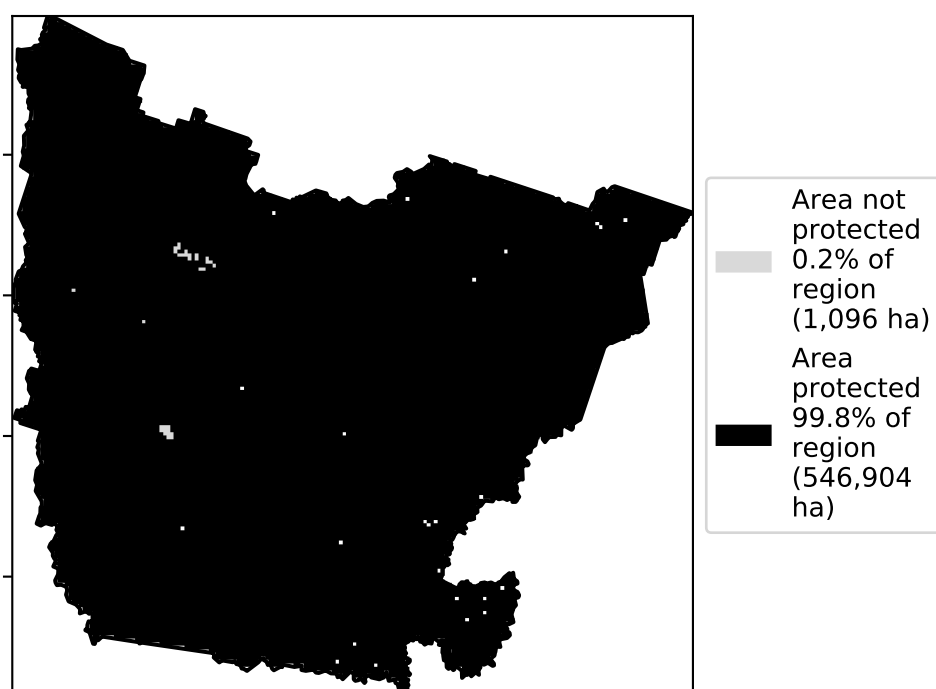 Area not
protected
0.2% of
region
(1,096 ha)
Area
protected
99.8% of
region
(546,904
ha)